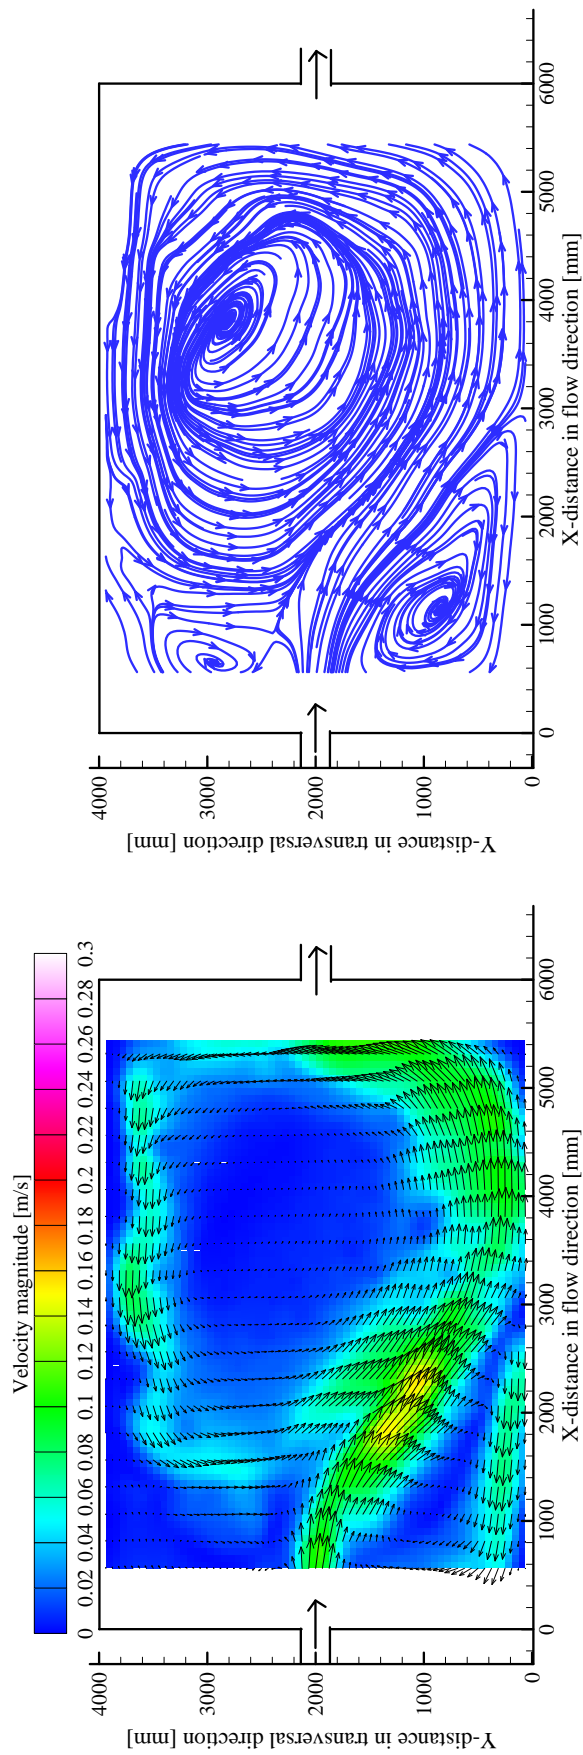 Velocity magnitude [m/s]
0 0.02 0.04 0.06 0.08 0.1 0.12 0.14 0.16 0.18 0.2 0.22 0.24 0.26 0.28 0.3
Y-distance in transversal direction [mm]
4000
3000
2000
1000
0
0 1000 2000 3000 4000 5000 6000
X-distance in flow direction [mm]
Y-distance in transversal direction [mm]
4000
3000
2000
1000
0
0 1000 2000 3000 4000 5000 6000
X-distance in flow direction [mm]